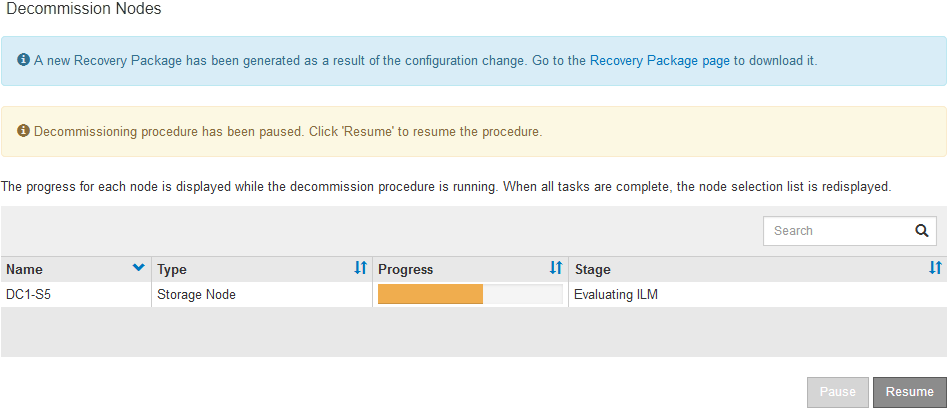 Decommission Nodes
A new Recovery Package has been generated as a result of the configuration change. Go to the Recovery Package page to download it.
Decommissioning procedure has been paused. Click 'Resume' to resume the procedure.
The progress for each node is displayed while the decommission procedure is running. When all tasks are complete, the node selection list is redisplayed.
Search
Name Type Progress Stage
DC1-S5 Storage Node Evaluating ILM
Pause Resume